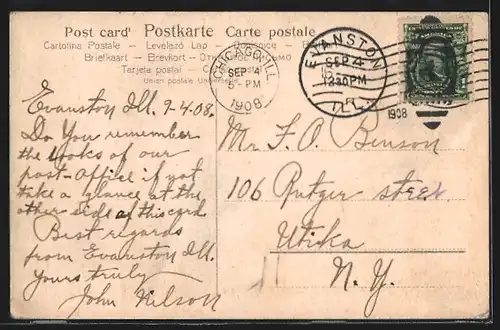 Post card Postkarte Carte postale
Cartolina Postale – Levelező Lap –
Briefkaart – Brevkort –
Tarjeta postal –
Union postale
CHICAGO, ILL.
SEP 4
5 - PM
1908
EVANSTON
SEP 4
12 30 PM
ILL.
1908
Evanston Ill. 9-4.08.
Do You remember
the looks of our
post-office if not
take a glance at the
other side of this card
Best regards
from Evanston Ill.
Yours truly
John Nilson
Mr. F. O. Benson
106 Rutger street
Utika
N. Y.